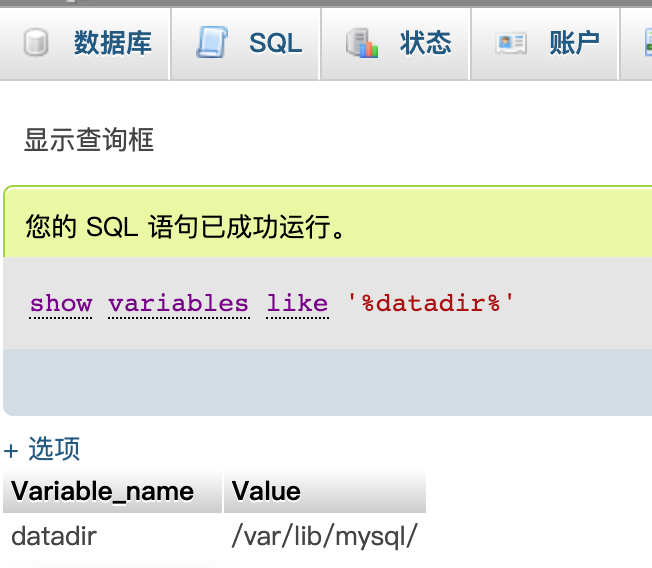 数据库 SQL 状态 账户
显示查询框
您的 SQL 语句已成功运行。
show variables like '%datadir%'
+ 选项
Variable_name Value
datadir /var/lib/mysql/